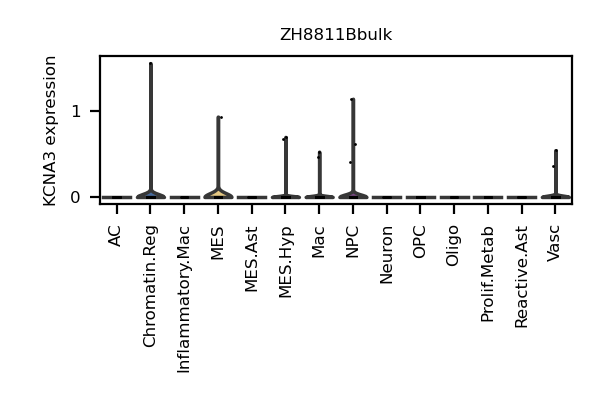 ZH8811Bbulk
KCNA3 expression
1
0
AC
Chromatin.Reg
Inflammatory.Mac
MES
MES.Ast
MES.Hyp
Mac
NPC
Neuron
OPC
Oligo
Prolif.Metab
Reactive.Ast
Vasc